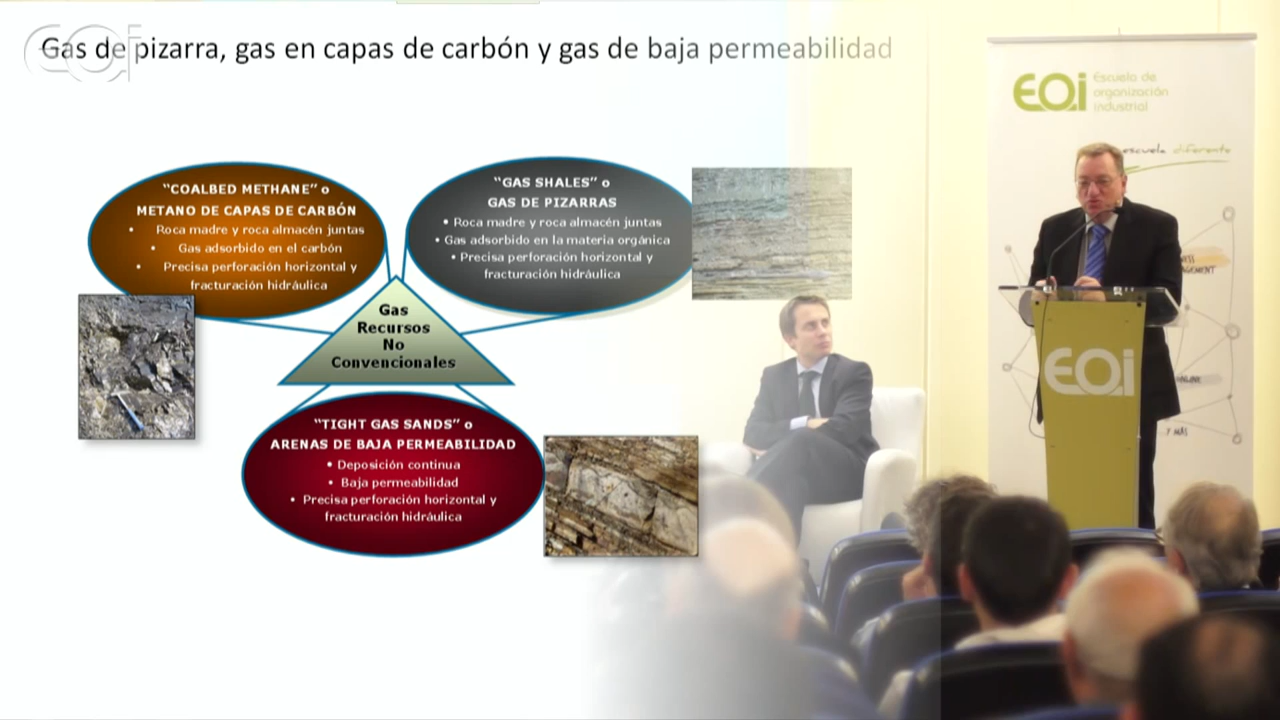 Gas de pizarra, gas en capas de carbón y gas de baja permeabilidad
eoi
"COALBED METHANE" o
METANO DE CAPAS DE CARBÓN
• Roca madre y roca almacén juntas
• Gas adsorbido en el carbón
• Precisa perforación horizontal y
fracturación hidráulica
"GAS SHALES" o
GAS DE PIZARRAS
• Roca madre y roca almacén juntas
• Gas adsorbido en la materia orgánica
• Precisa perforación horizontal y
fracturación hidráulica
Gas
Recursos
No
Convencionales
"TIGHT GAS SANDS" o
ARENAS DE BAJA PERMEABILIDAD
• Deposición continua
• Baja permeabilidad
• Precisa perforación horizontal y
fracturación hidráulica
EOi
Escuela de
organización
industrial
escuela diferente
ONLINE
Y MÁS
EOi